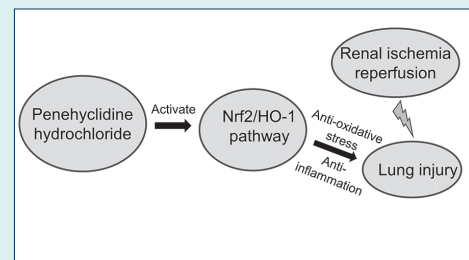 Renal ischemia
reperfusion
Penehyclidine
hydrochloride
Activate
Nrf2/HO-1
pathway
Anti-oxidative
stress
Anti-
inflammation
Lung injury